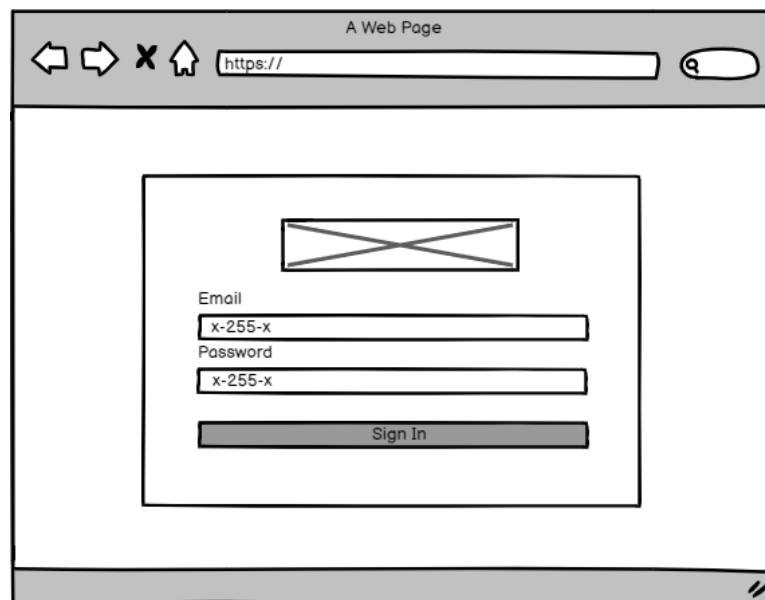 A Web Page
https://
Email
x-255-x
Password
x-255-x
Sign In